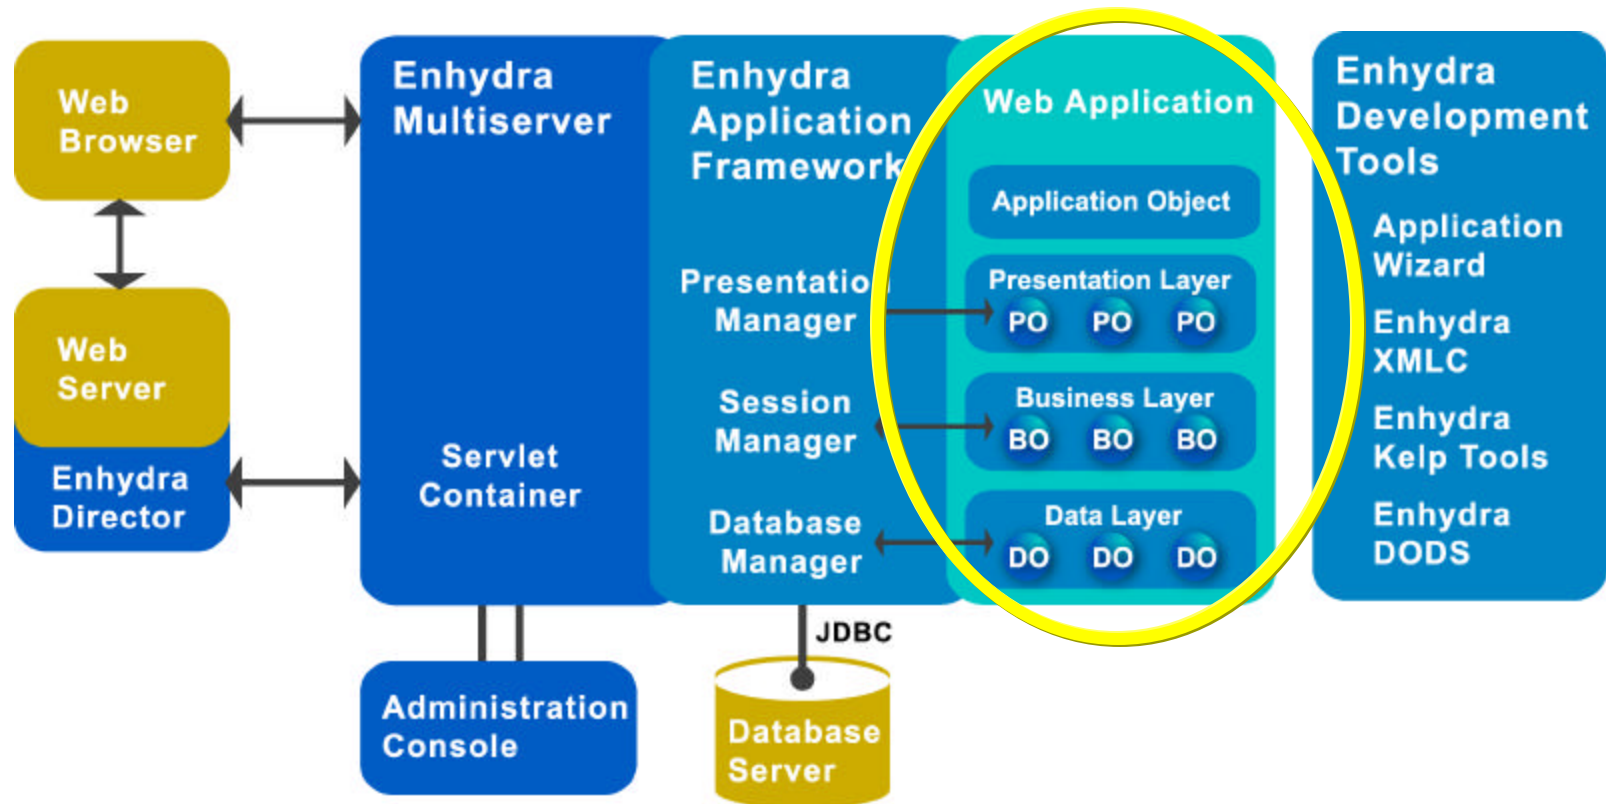 Web
Browser
Web
Server
Enhydra
Director
Enhydra
Multiserver
Servlet
Container
Administration
Console
Enhydra
Application
Framework
Presentation
Manager
Session
Manager
Database
Manager
JDBC
Database
Server
Web Application
Application Object
Presentation Layer
PO PO PO
Business Layer
BO BO BO
Data Layer
DO DO DO
Enhydra
Development
Tools
Application
Wizard
Enhydra
XMLC
Enhydra
Kelp Tools
Enhydra
DODS